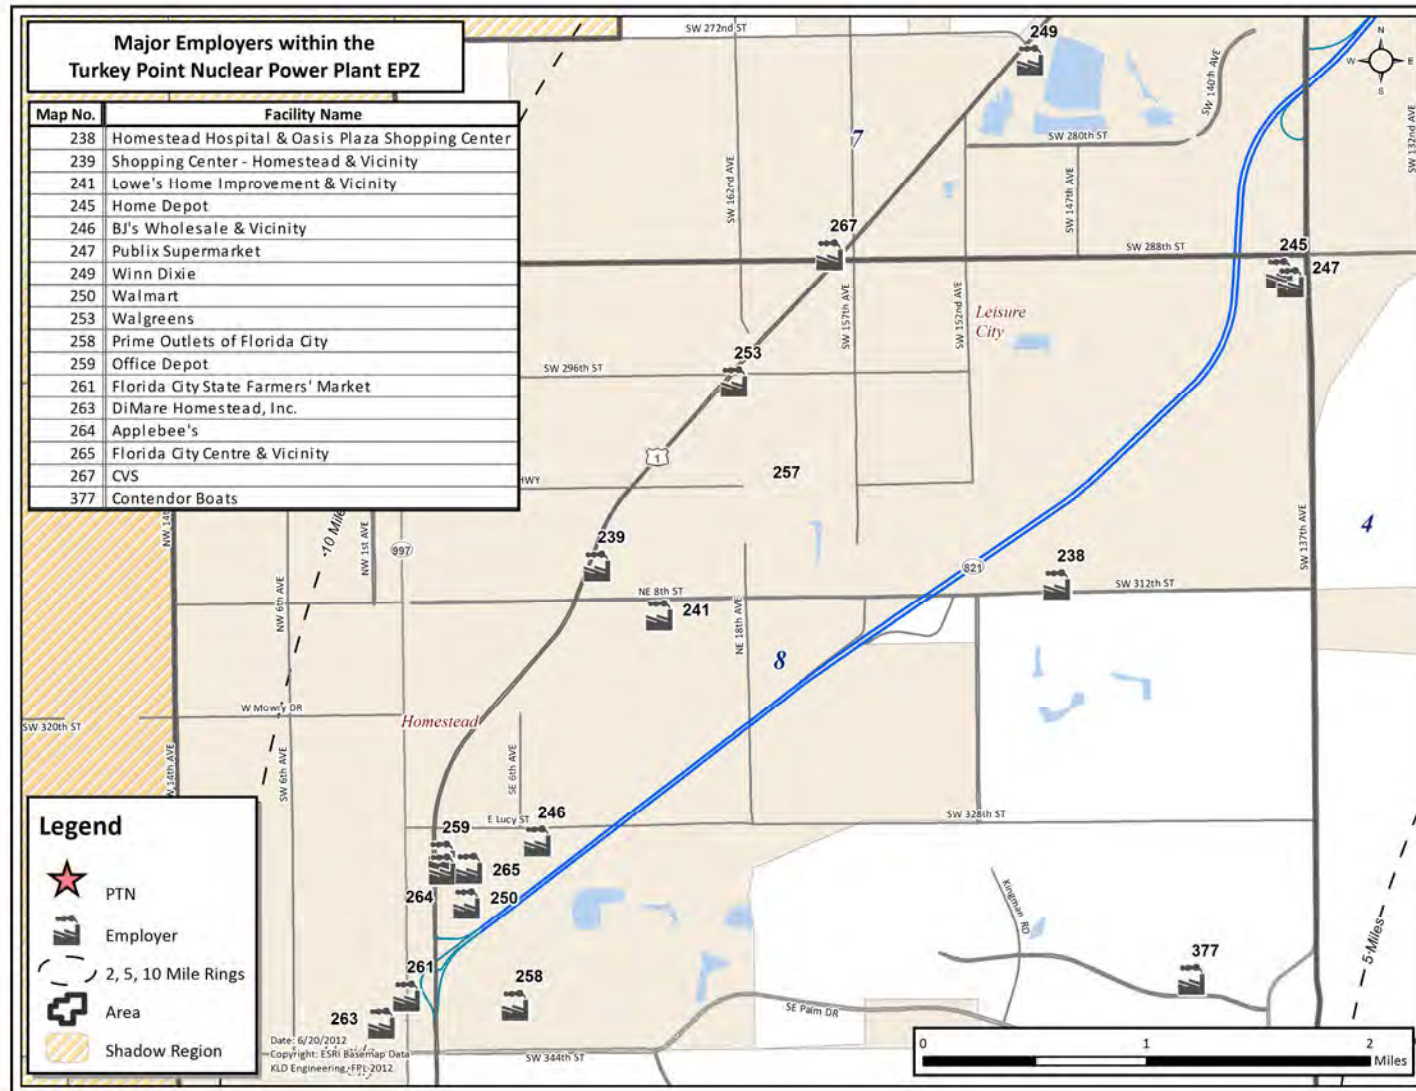 Major Employers within the
Turkey Point Nuclear Power Plant EPZ
Map No. Facility Name
238 Homestead Hospital & Oasis Plaza Shopping Center
239 Shopping Center - Homestead & Vicinity
241 Lowe's Home Improvement & Vicinity
245 Home Depot
246 BJ's Wholesale & Vicinity
247 Publix Supermarket
249 Winn Dixie
250 Walmart
253 Walgreens
258 Prime Outlets of Florida City
259 Office Depot
261 Florida City State Farmers' Market
263 DiMare Homestead, Inc.
264 Applebee's
265 Florida City Centre & Vicinity
267 CVS
377 Contendor Boats
SW 272nd ST
249
N
W E
S
SW 140th AVE
SW 132nd AVE
7
SW 280th ST
SW 162nd AVE
SW 147th AVE
267
SW 288th ST
245
247
SW 157th AVE
SW 152nd AVE
Leisure
City
253
SW 296th ST
1
257
HWY
10 Mile
NW 14t
NW 1st AVE
997
239
821
238
SW 137th AVE
4
SW 312th ST
NE 8th ST
241
NW 6th AVE
NE 18th AVE
8
W Mowry DR
SW 320th ST
Homestead
SE 6th AVE
W 14th AVE
SW 6th AVE
E Lucy ST
246
SW 328th ST
259
265
264
250
Kingman RD
5 Miles
261
258
377
263
SE Palm DR
SW 344th ST
Legend
PTN
Employer
2, 5, 10 Mile Rings
Area
Shadow Region
Date: 6/20/2012
Copyright: ESRI Basemap Data
KLD Engineering, FPL 2012
0 1 2
Miles